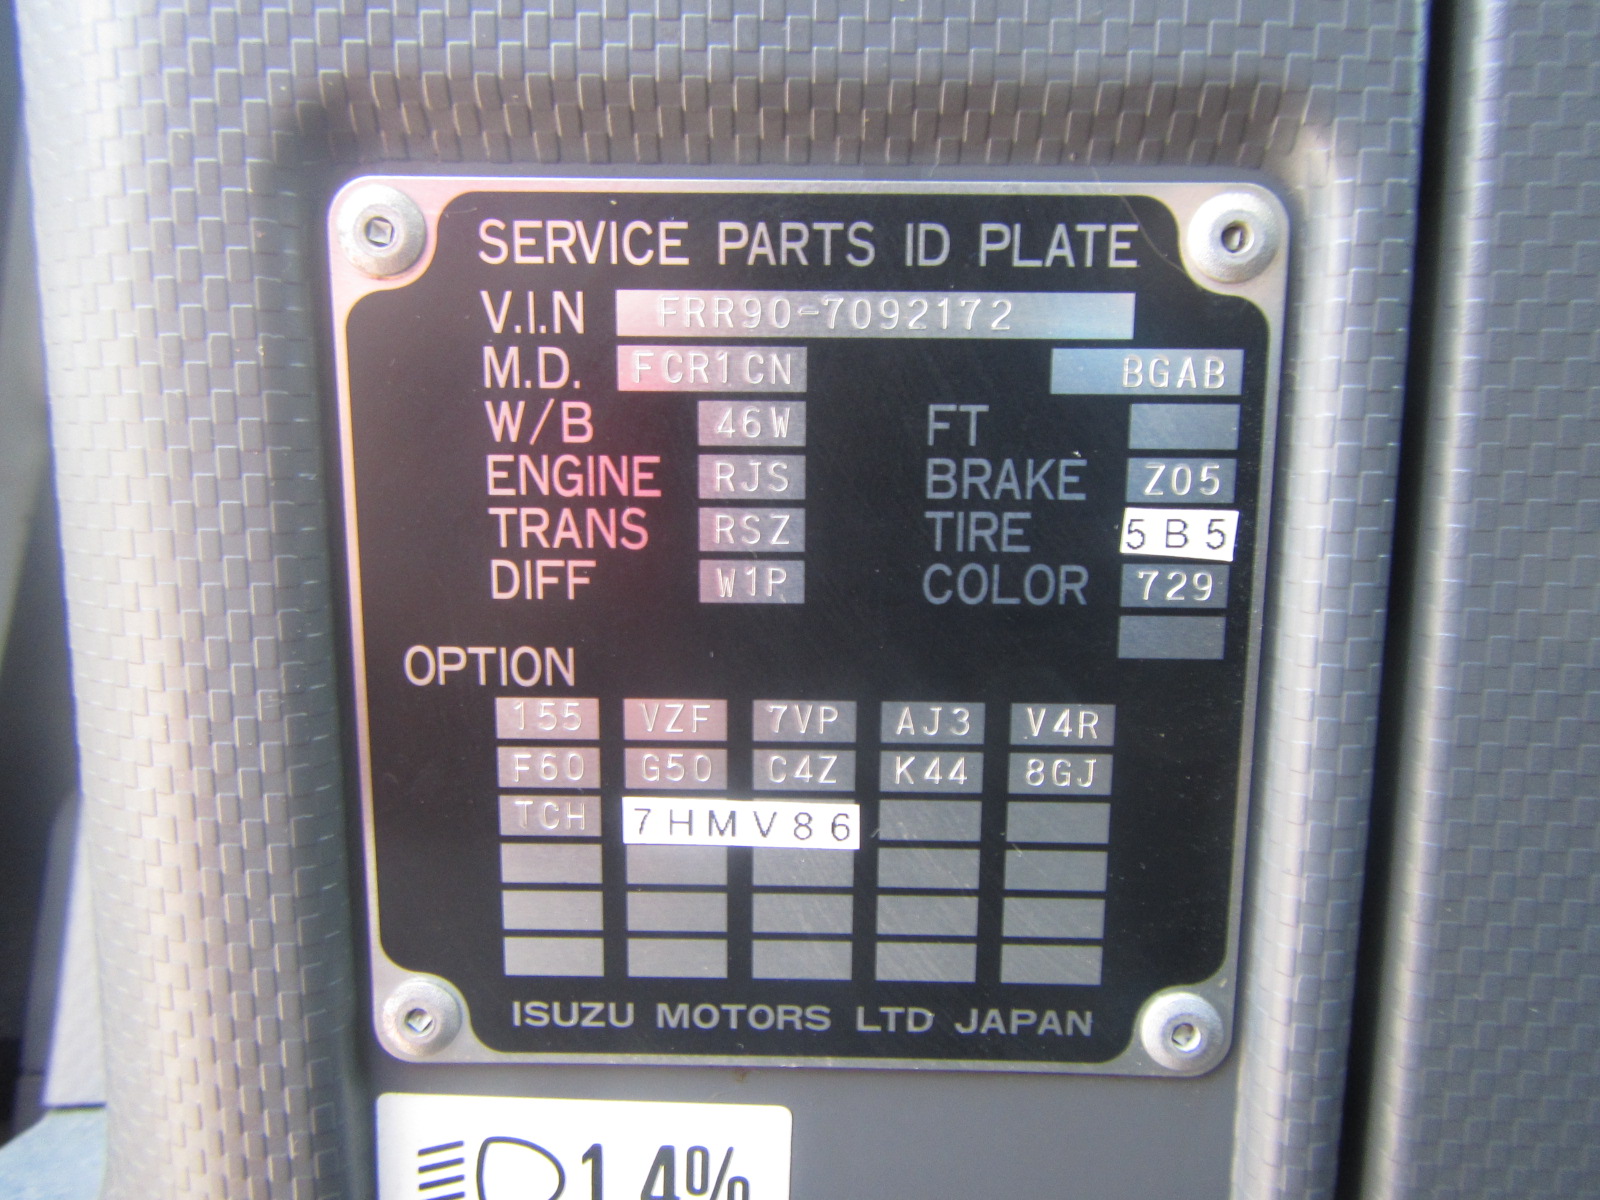 SERVICE PARTS ID PLATE
V.I.N FRR90-7092172
M.D. FCR1CN BGAB
W/B 46W FT
ENGINE RJS BRAKE Z05
TRANS RSZ TIRE 5B5
DIFF W1P COLOR 729
OPTION
155 VZF 7VP AJ3 V4R
F60 G50 C4Z K44 8GJ
TCH 7HMV86
ISUZU MOTORS LTD JAPAN
1.4%